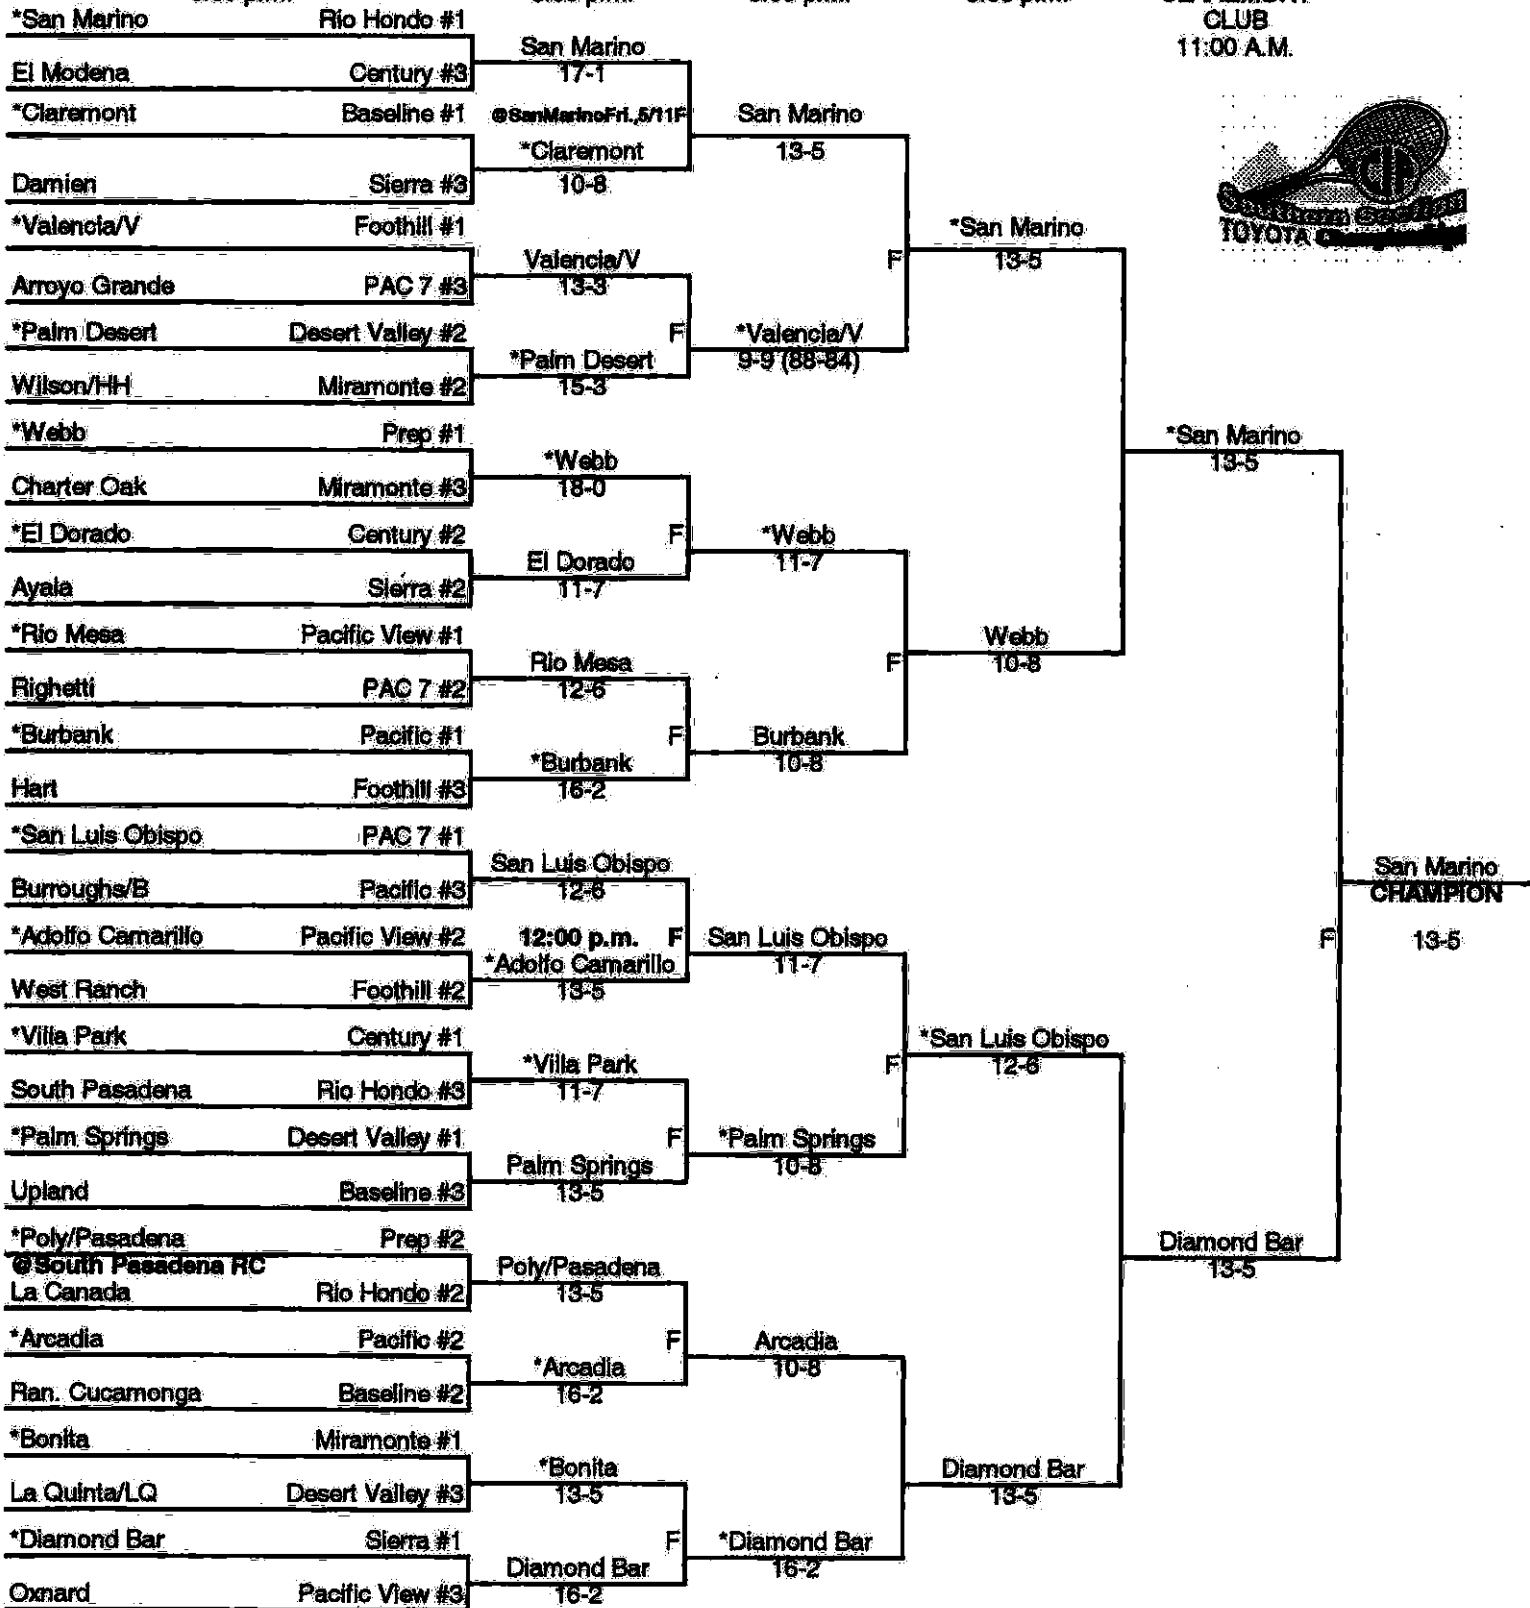 CLUB
11:00 A.M.
*San Marino Rio Hondo #1
El Modena Century #3
*Claremont Baseline #1
Damien Sierra #3
*Valencia/V Foothill #1
Arroyo Grande PAC 7 #3
*Palm Desert Desert Valley #2
Wilson/HH Miramonte #2
*Webb Prep #1
Charter Oak Miramonte #3
*El Dorado Century #2
Ayala Sierra #2
*Rio Mesa Pacific View #1
Righetti PAC 7 #2
*Burbank Pacific #1
Hart Foothill #3
*San Luis Obispo PAC 7 #1
Burroughs/B Pacific #3
*Adolfo Camarillo Pacific View #2
West Ranch Foothill #2
*Villa Park Century #1
South Pasadena Rio Hondo #3
*Palm Springs Desert Valley #1
Upland Baseline #3
*Poly/Pasadena Prep #2
@South Pasadena RC
La Canada Rio Hondo #2
*Arcadia Pacific #2
Ran. Cucamonga Baseline #2
*Bonita Miramonte #1
La Quinta/LQ Desert Valley #3
*Diamond Bar Sierra #1
Oxnard Pacific View #3
San Marino
17-1
@SanMarinoFri.,5/11F
*Claremont
10-8
Valencia/V
13-3
F
*Palm Desert
15-3
*Webb
18-0
F
El Dorado
11-7
Rio Mesa
12-6
F
*Burbank
16-2
San Luis Obispo
12-6
12:00 p.m. F
*Adolfo Camarillo
13-5
*Villa Park
11-7
F
Palm Springs
13-5
Poly/Pasadena
13-5
F
*Arcadia
16-2
*Bonita
13-5
F
Diamond Bar
16-2
San Marino
13-5
F
*Valencia/V
9-9 (88-84)
*Webb
11-7
F
Burbank
10-8
San Luis Obispo
11-7
F
*Palm Springs
10-8
Arcadia
10-8
*Diamond Bar
16-2
*San Marino
13-5
Webb
10-8
*San Luis Obispo
12-6
Diamond Bar
13-5
*San Marino
13-5
F
Diamond Bar
13-5
San Marino
CHAMPION
13-5
CIF
Southern Section
TOYOTA Championships